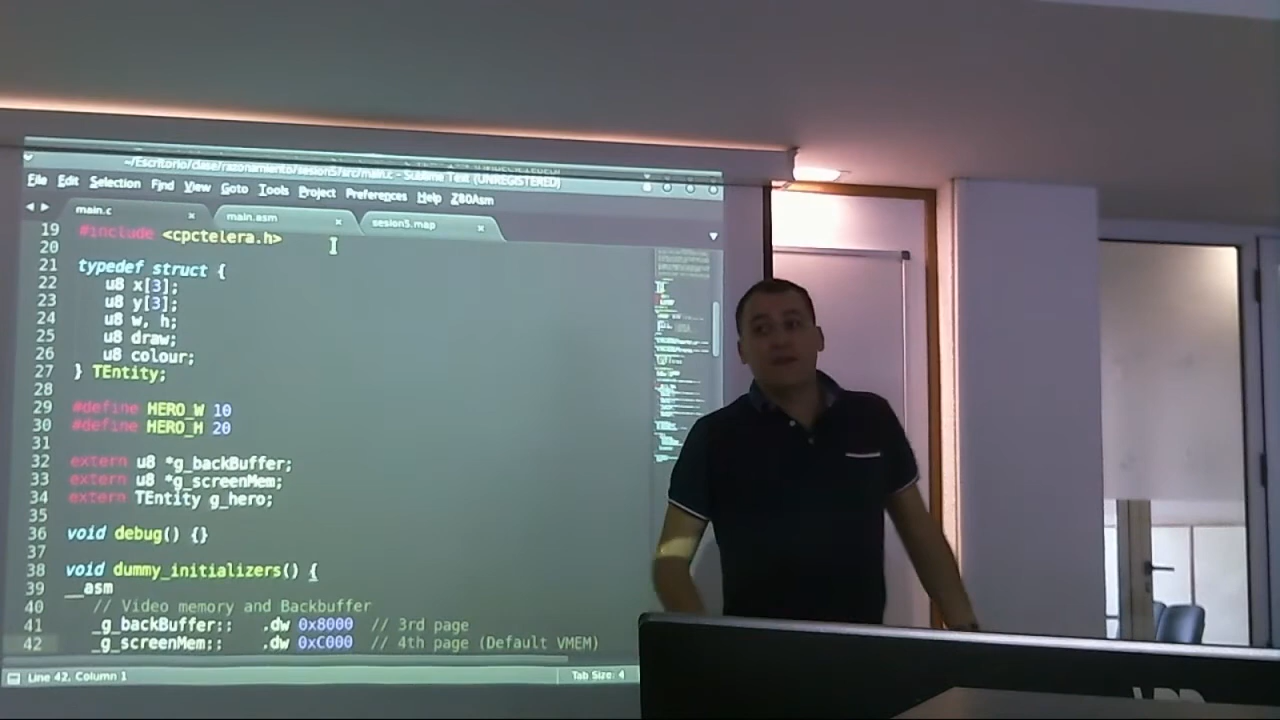 ~/Escritorio/clase/razonamiento/sesion5/src/main.c - Sublime Text (UNREGISTERED)
File Edit Selection Find View Goto Tools Project Preferences Help Z80Asm
main.c × main.asm × sesion5.map ×
19 #include <cpctelera.h>
20
21 typedef struct {
22 u8 x[3];
23 u8 y[3];
24 u8 w, h;
25 u8 draw;
26 u8 colour;
27 } TEntity;
28
29 #define HERO_W 10
30 #define HERO_H 20
31
32 extern u8 *g_backBuffer;
33 extern u8 *g_screenMem;
34 extern TEntity g_hero;
35
36 void debug() {}
37
38 void dummy_initializers() {
39 __asm
40 // Video memory and Backbuffer
41 _g_backBuffer:: .dw 0x8000 // 3rd page
42 _g_screenMem:: .dw 0xC000 // 4th page (Default VMEM)
Line 42, Column 1 Tab Size: 4